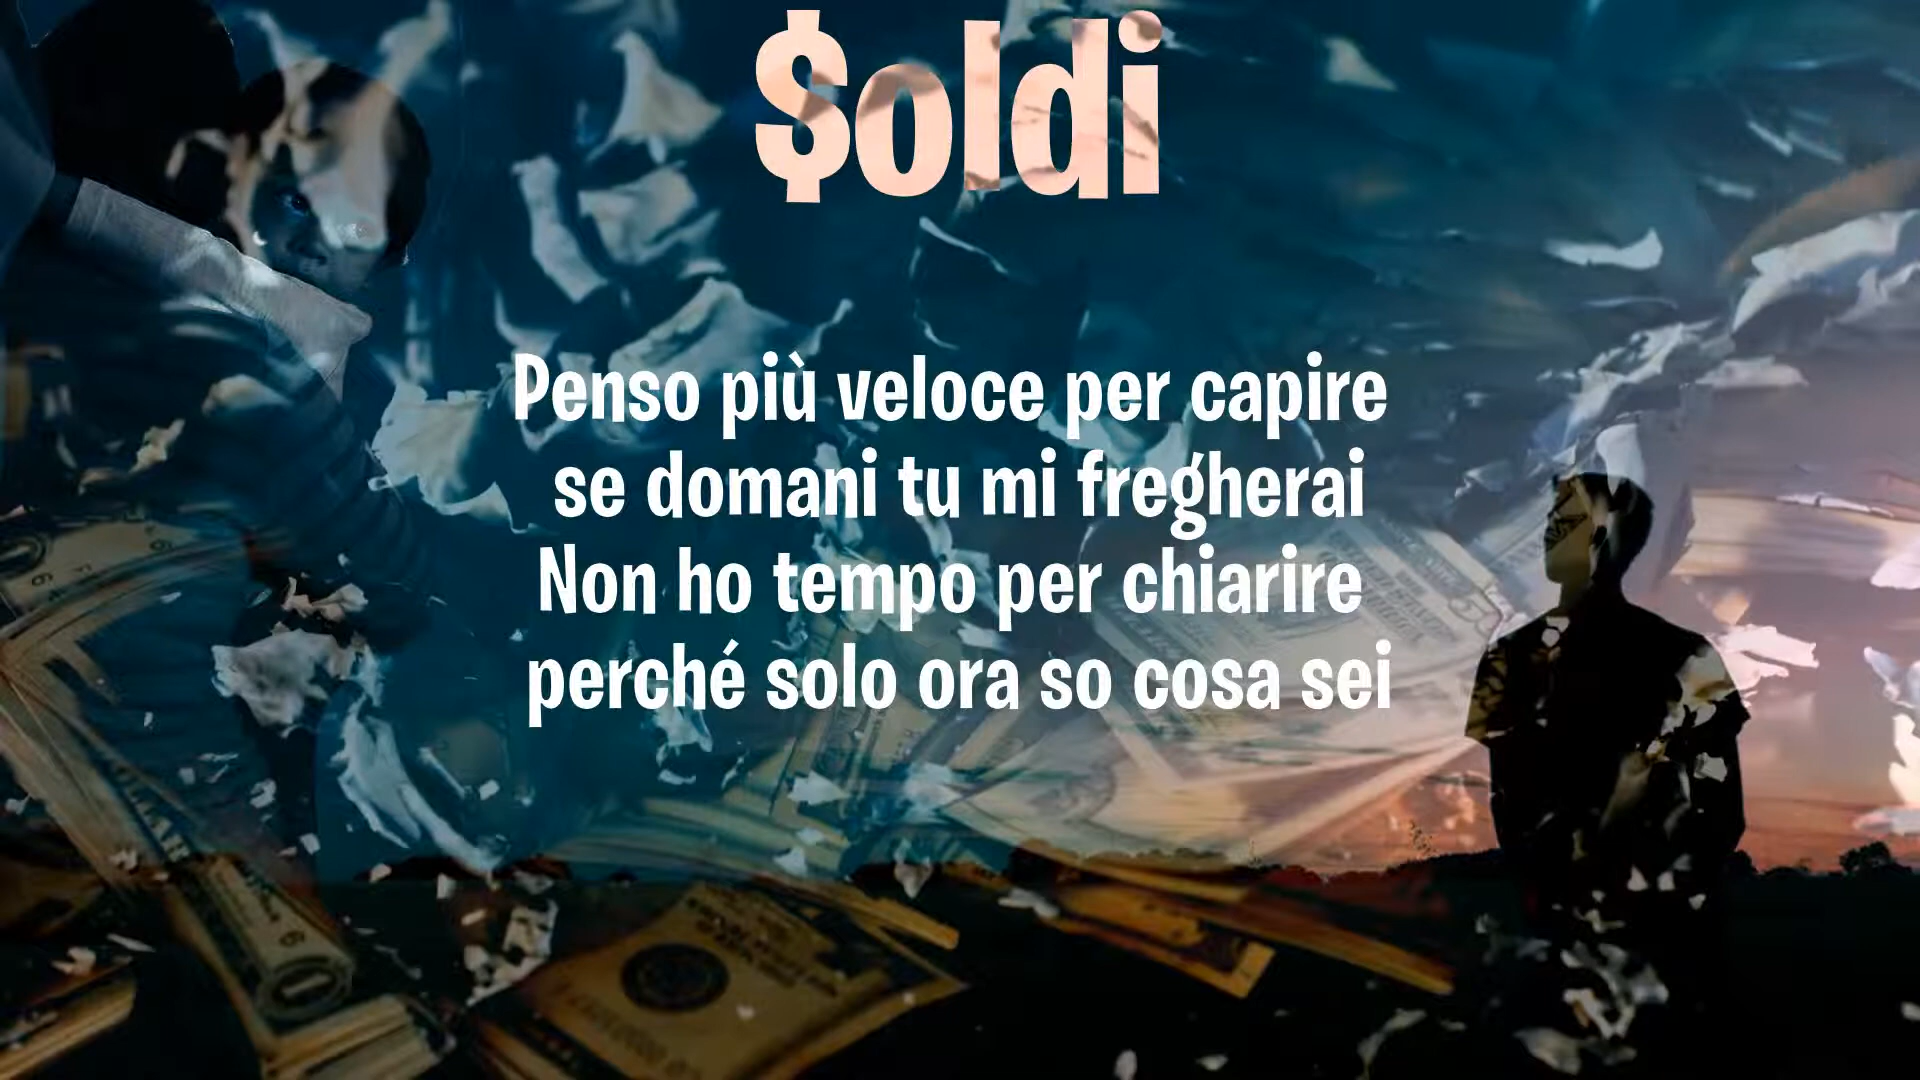 $oldi
Penso più veloce per capire
se domani tu mi fregherai
Non ho tempo per chiarire
perché solo ora so cosa sei